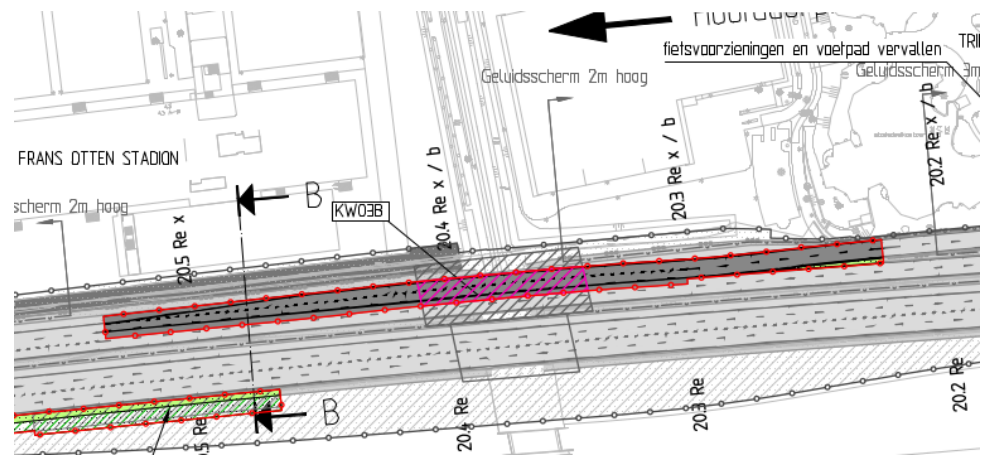 fietsvoorzieningen en voetpad vervallen
Geluidsscherm 2m hoog
Geluidsscherm 3m
FRANS OTTEN STADION
scherm 2m hoog
B
KW03B
20.5 Re x
20.4 Re x / b
20.3 Re x / b
20.2 Re x / b
B
20.4 Re
20.3 Re
20.2 Re